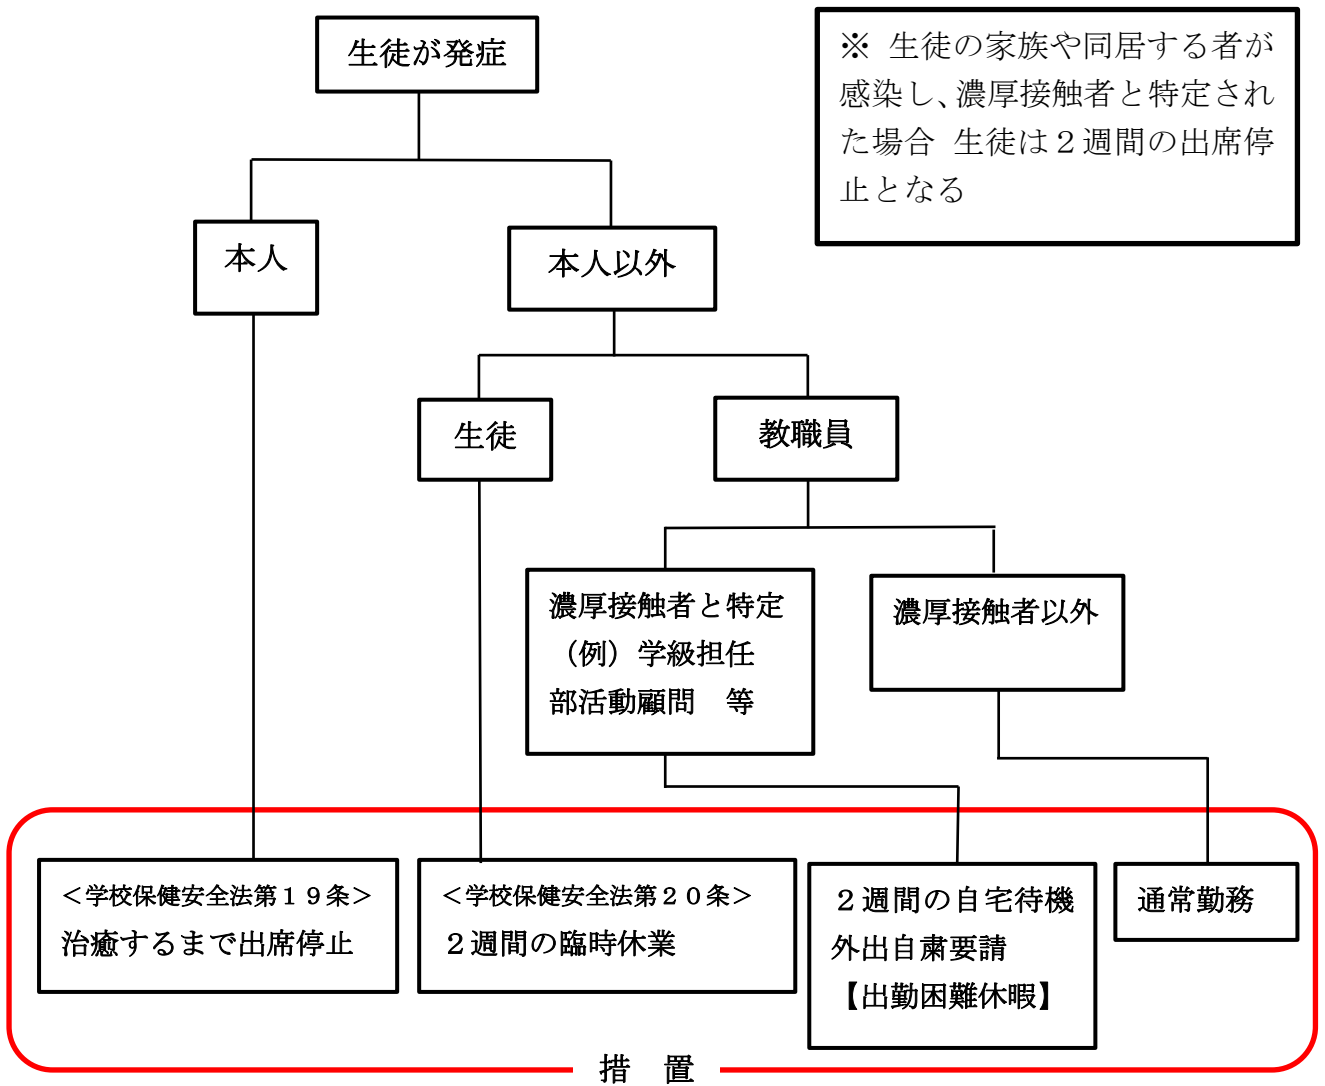 生徒が発症
※ 生徒の家族や同居する者が
感染し、濃厚接触者と特定され
た場合 生徒は２週間の出席停
止となる
本人
本人以外
生徒
教職員
濃厚接触者と特定
（例）学級担任
部活動顧問　等
濃厚接触者以外
＜学校保健安全法第１９条＞
治癒するまで出席停止
＜学校保健安全法第２０条＞
２週間の臨時休業
２週間の自宅待機
外出自粛要請
【出勤困難休暇】
通常勤務
措　置